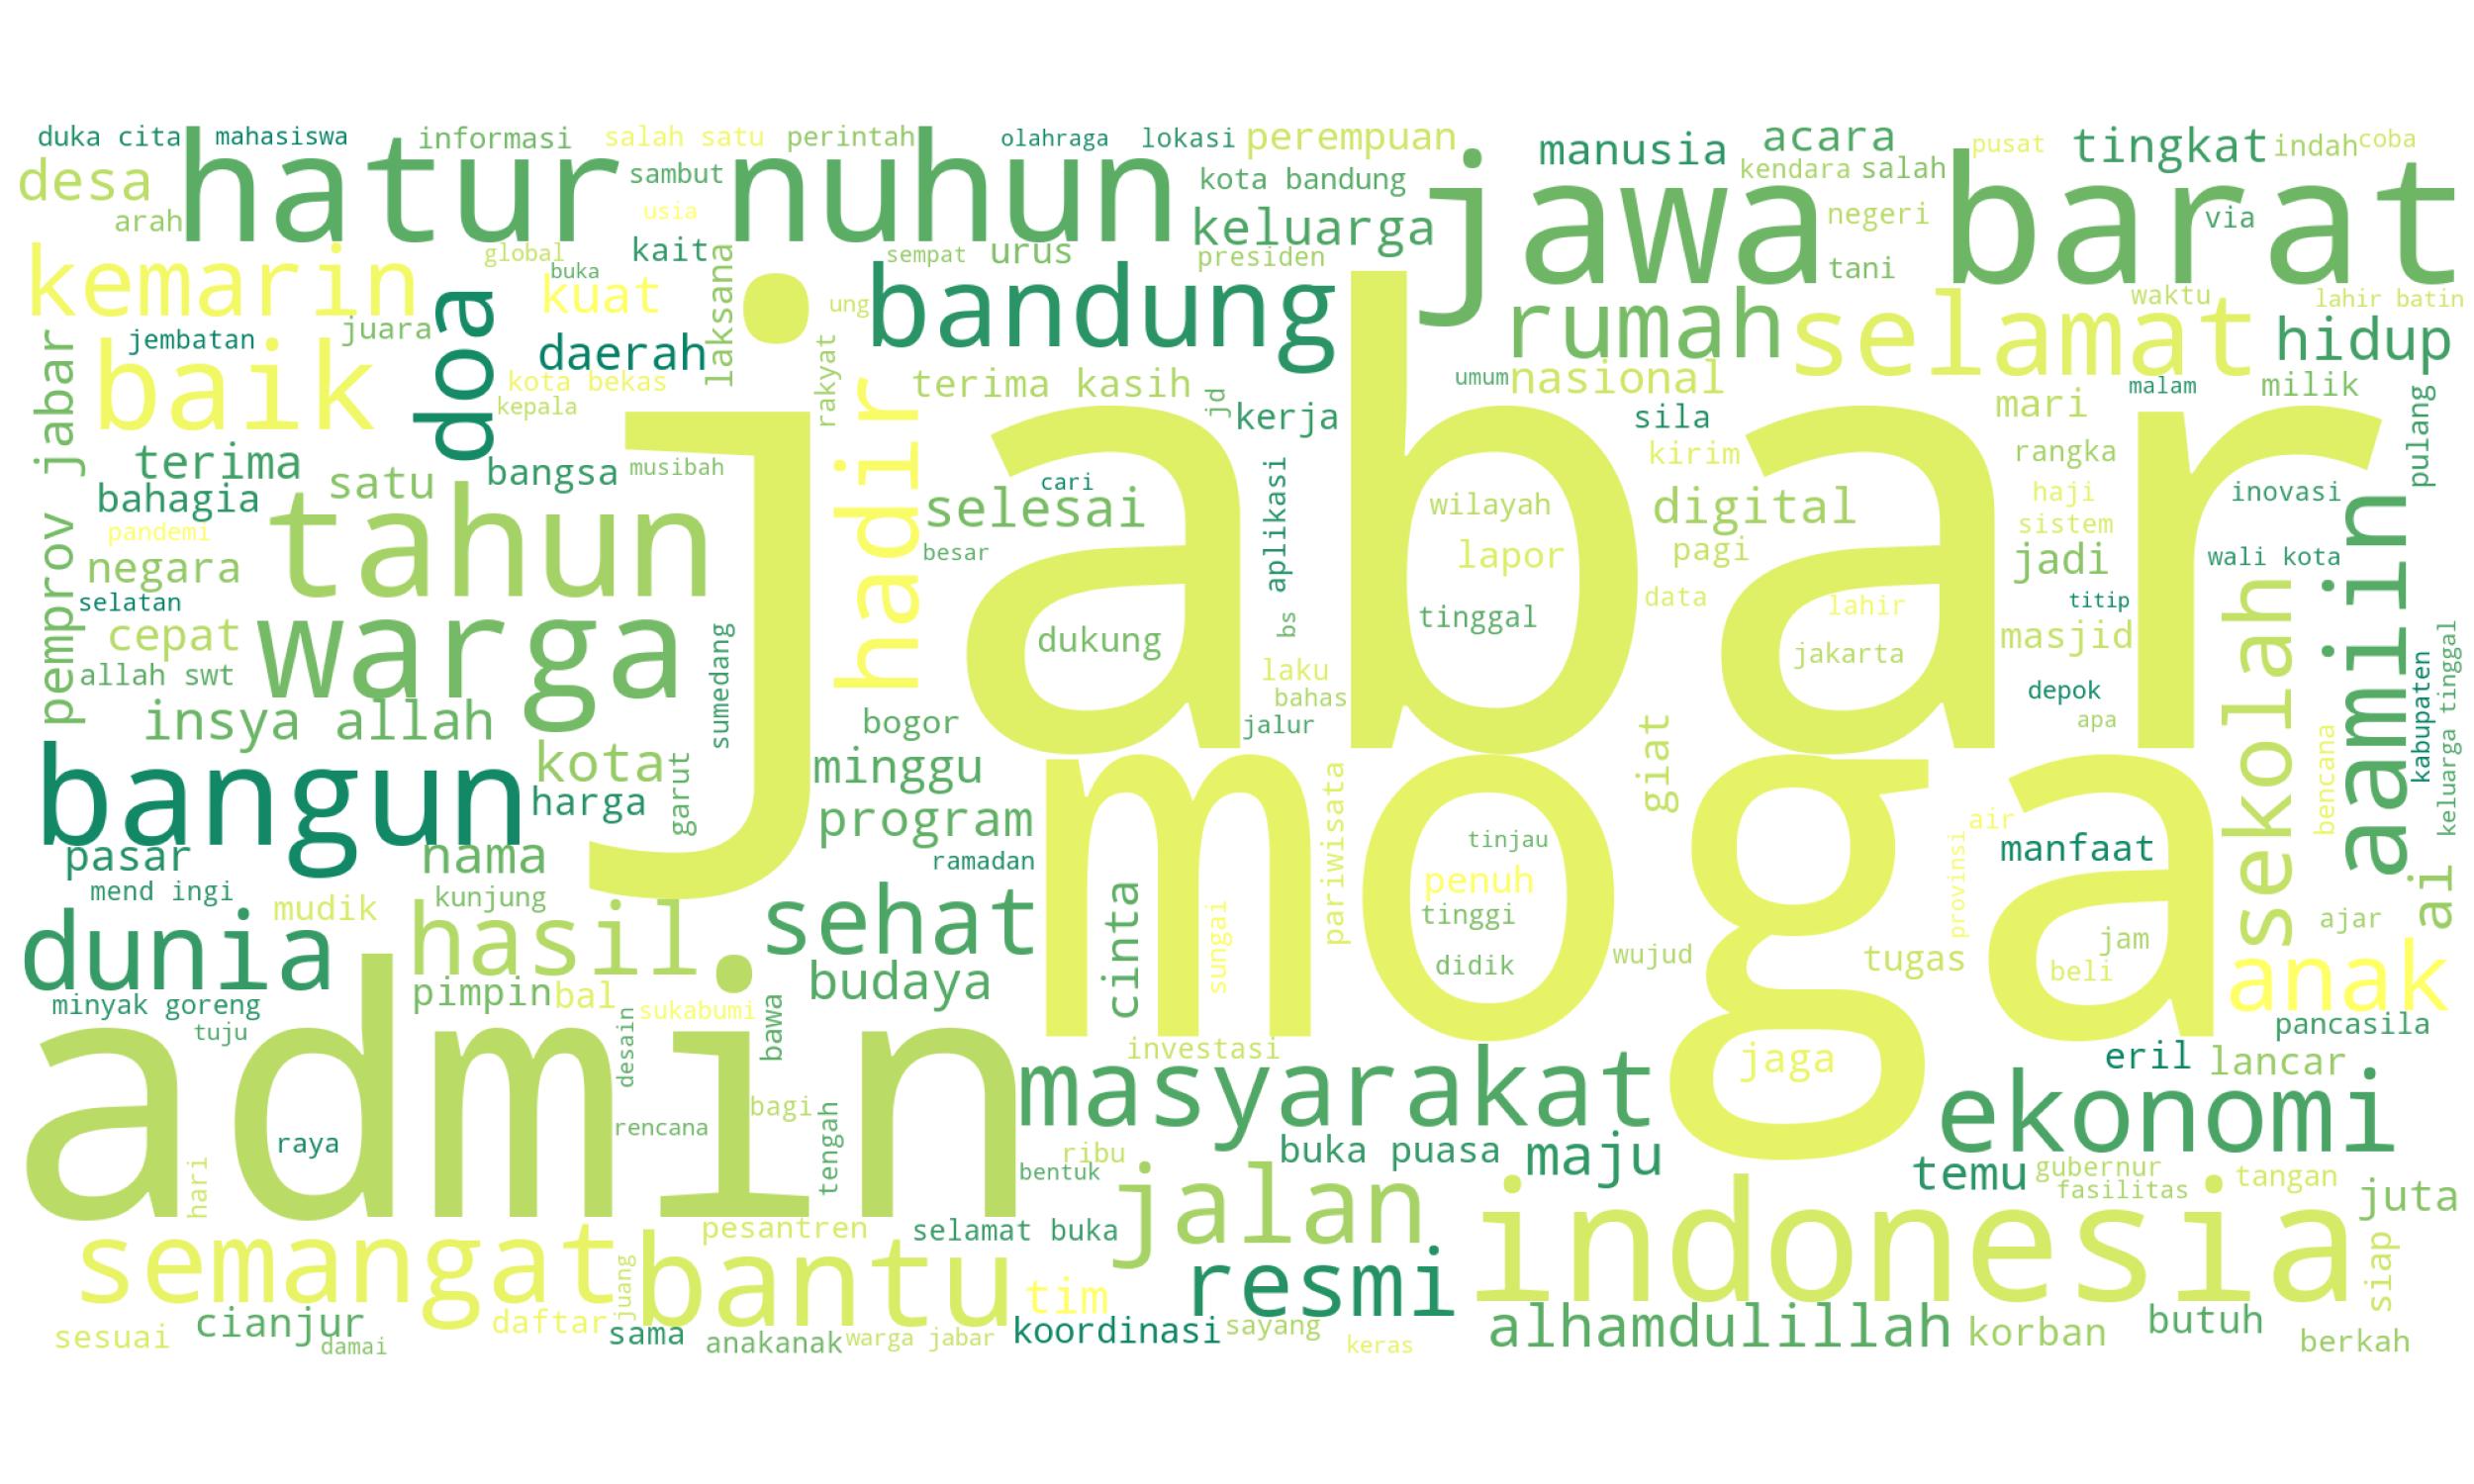 duka cita
mahasiswa
informasi
salah satu
perintah
olahraga
lokasi
perempuan
manusia
acara
pusat
tingkat
indah
coba
desa
hatur nuhun
sambut
kota bandung
jawa barat
kendara
salah
arah
usia
keluarga
negeri
via
kemarin
global
buka
kait
laksana
sempat
urus
presiden
tani
doa
kuat
ung
bandung
rumah
selamat
waktu
lahir batin
jembatan
juara
daerah
hidup
baik
kota bekas
kepala
rakyat
terima kasih
jd
kerja
umum
nasional
sila
mari
malam
milik
pulang
pemprov jabar
terima
satu
bangsa
musibah
jabar
hadir
selesai
cari
aplikasi
wilayah
kirim
digital
rangka
haji
inovasi
bahagia
pandemi
tahun
besar
lapor
pagi
sistem
jadi
wali kota
negara
selatan
cepat
warga
sumedang
dukung
bs
tinggal
data
lahir
titip
masjid
sekolah
aamiin
allah swt
laku
bahas
jakarta
depok
apa
kabupaten
keluarga tinggal
insya allah
bogor
jalur
giat
bencana
bangun
kota
harga
garut
minggu
program
moga
pariwisata
tinjau
air
manfaat
provinsi
pasar
nama
ramadan
penuh
tinggi
ai
mend ingi
mudik
kunjung
sehat
cinta
sungai
didik
wujud
tugas
jam
beli
ajar
dunia
hasil
budaya
anak
minyak goreng
pimpin
bal
sukabumi
bawa
pancasila
tuju
admin
desain
investasi
jaga
eril
lancar
masyarakat
ekonomi
raya
rencana
bagi
tengah
ribu
buka puasa
maju
hari
bentuk
jalan
temu
gubernur
fasilitas
tangan
juta
semangat
juang
pesantren
bantu
selamat buka
indonesia
siap
tim
resmi
sesuai
cianjur
damai
daftar
sama
anakanak
warga jabar
koordinasi
sayang
keras
alhamdulillah
korban
butuh
berkah